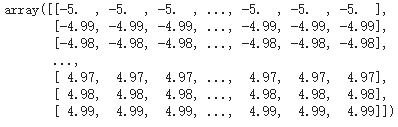 array([[-5.  , -5.  , -5.  , ..., -5.  , -5.  , -5.  ],
[-4.99, -4.99, -4.99, ..., -4.99, -4.99, -4.99],
[-4.98, -4.98, -4.98, ..., -4.98, -4.98, -4.98],
...,
[ 4.97,  4.97,  4.97, ...,  4.97,  4.97,  4.97],
[ 4.98,  4.98,  4.98, ...,  4.98,  4.98,  4.98],
[ 4.99,  4.99,  4.99, ...,  4.99,  4.99,  4.99]])